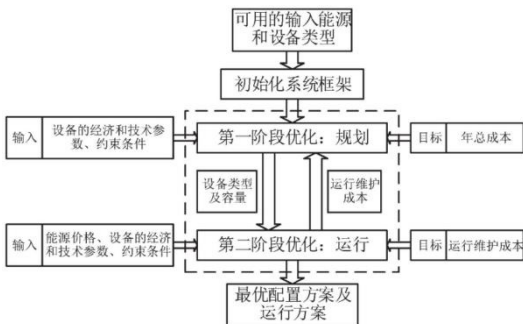 可用的输入能源
和设备类型
初始化系统框架
输入
设备的经济和技术参
数、约束条件
第一阶段优化：规划
目标
年总成本
设备类型
及容量
运行维护
成本
输入
能源价格、设备的经济
和技术参数、约束条件
第二阶段优化：运行
目标
运行维护成本
最优配置方案及
运行方案